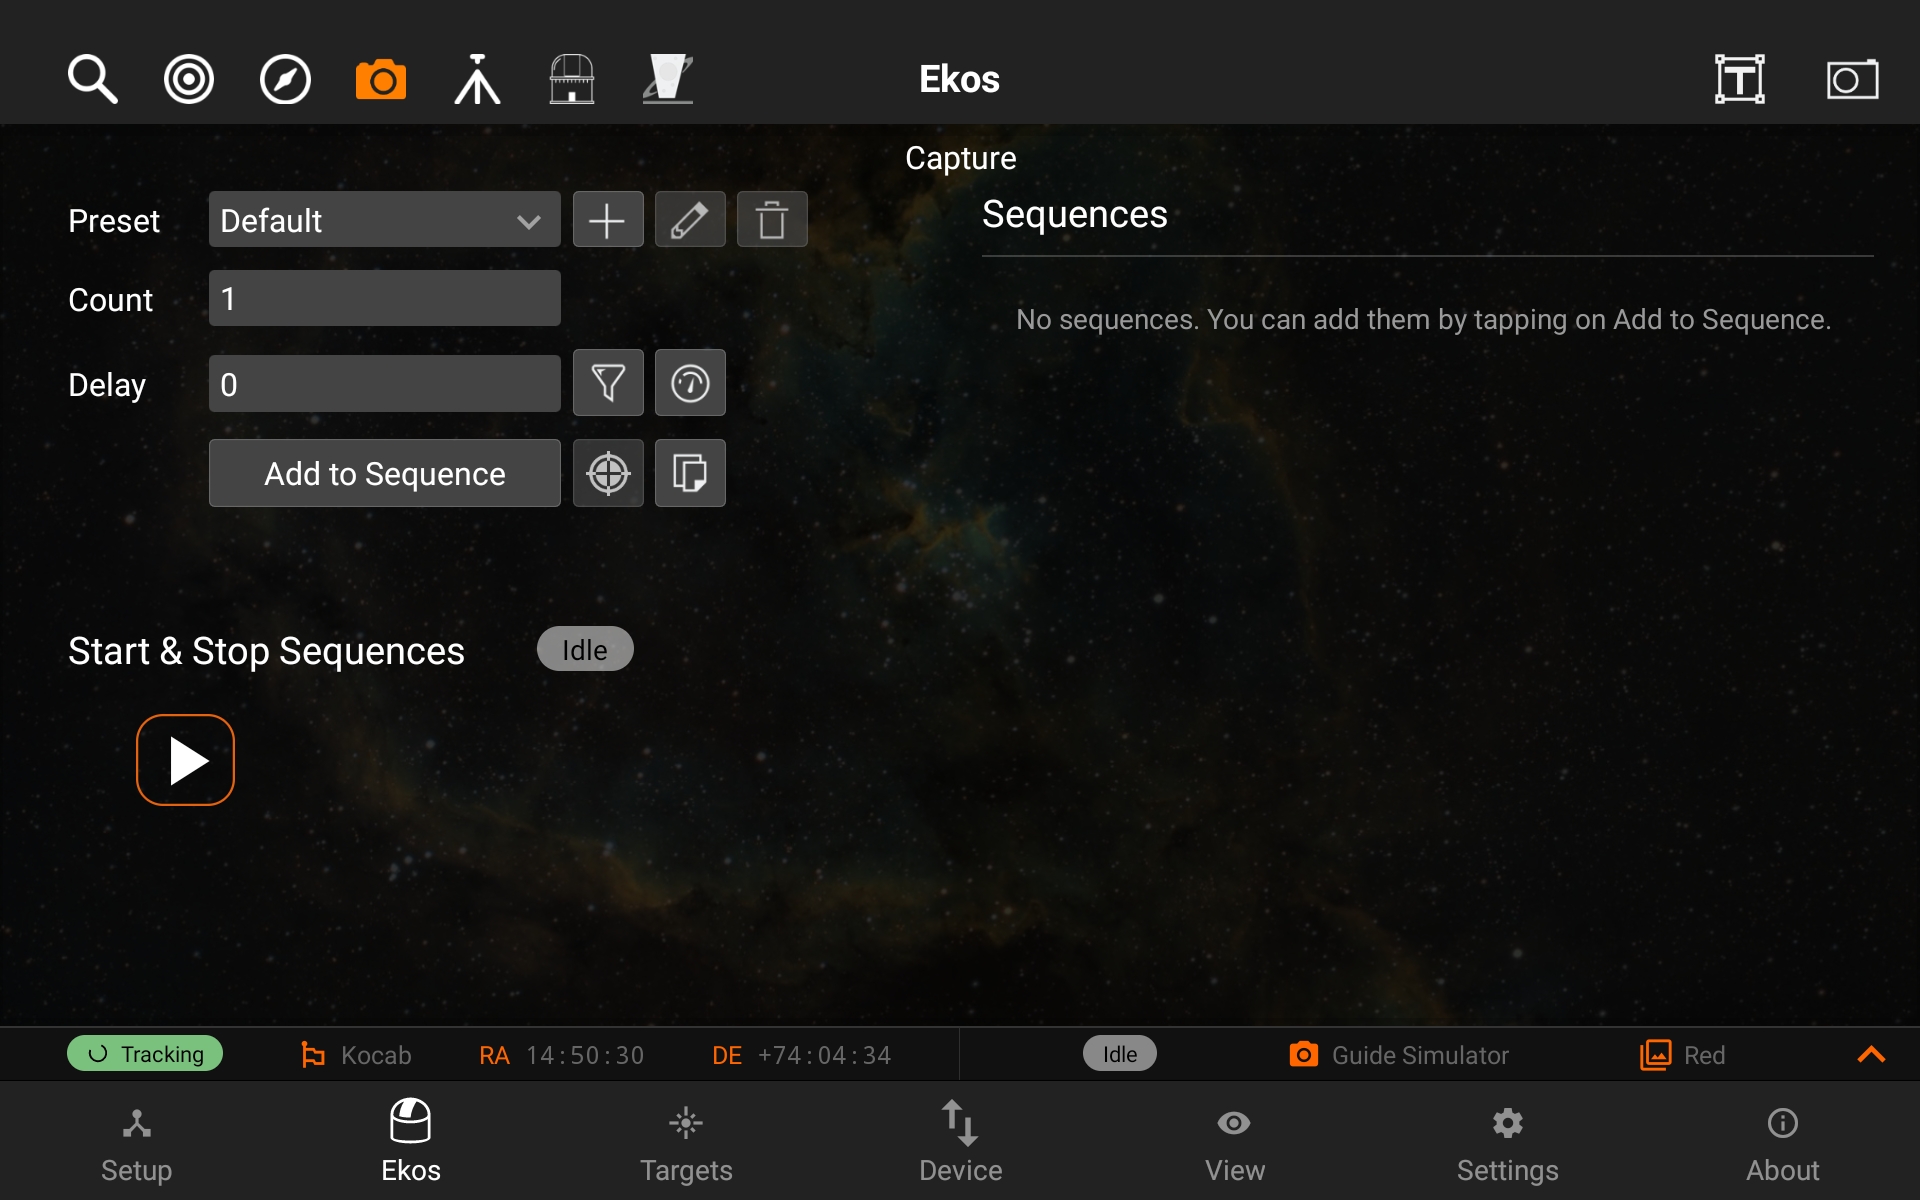 Ekos
Capture
Preset Default
Sequences
Count 1
No sequences. You can add them by tapping on Add to Sequence.
Delay 0
Add to Sequence
Start & Stop Sequences Idle
Tracking Kocab RA 14:50:30 DE +74:04:34 Idle Guide Simulator Red
Setup Ekos Targets Device View Settings About